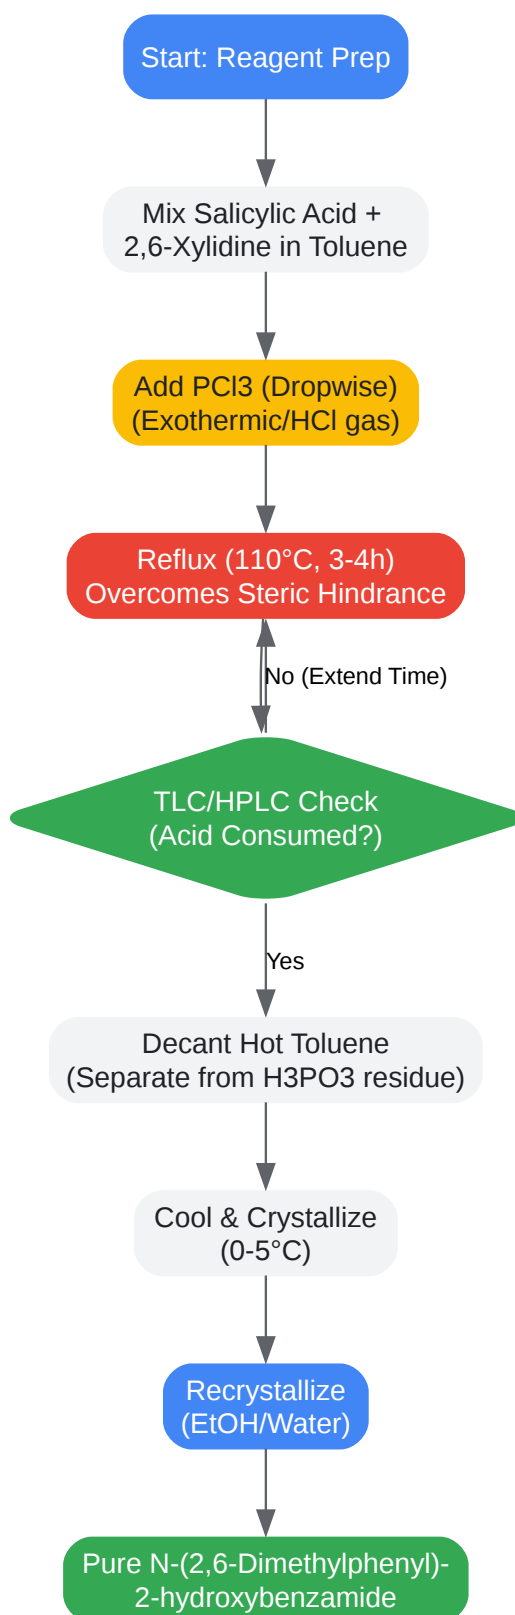 Start: Reagent Prep
Mix Salicylic Acid +
2,6-Xylidine in Toluene
Add PCl3 (Dropwise)
(Exothermic/HCl gas)
Reflux (110°C, 3-4h)
Overcomes Steric Hindrance
No (Extend Time)
TLC/HPLC Check
(Acid Consumed?)
Yes
Decant Hot Toluene
(Separate from H3PO3 residue)
Cool & Crystallize
(0-5°C)
Recrystallize
(EtOH/Water)
Pure N-(2,6-Dimethylphenyl)-
2-hydroxybenzamide